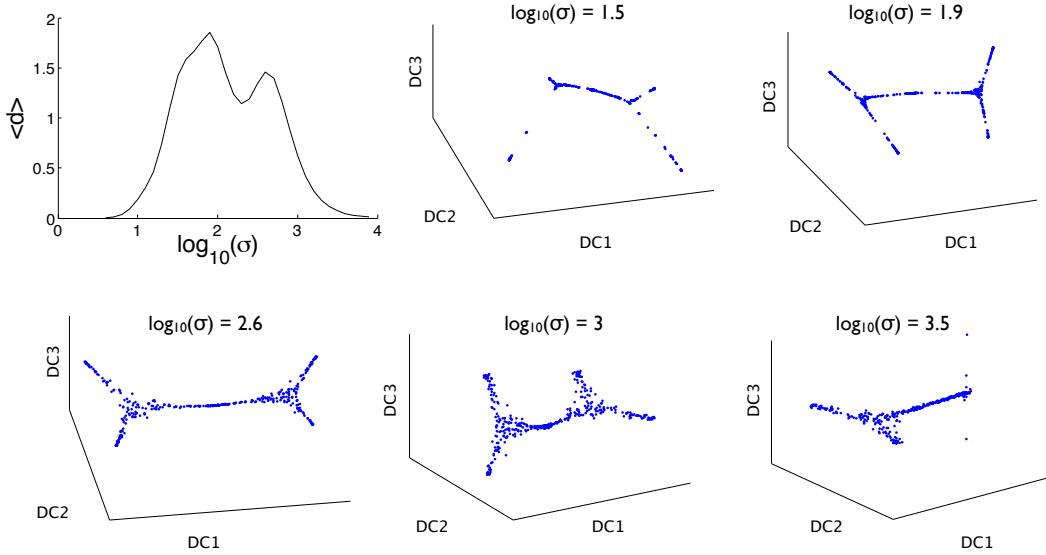 2
1.5
1
0.5
0
<d>
0
1
2
3
4
log10(σ)
log10(σ) = 1.5
DC3
DC2
DC1
log10(σ) = 1.9
DC3
DC2
DC1
log10(σ) = 2.6
DC3
DC2
DC1
log10(σ) = 3
DC3
DC2
DC1
log10(σ) = 3.5
DC3
DC2
DC1